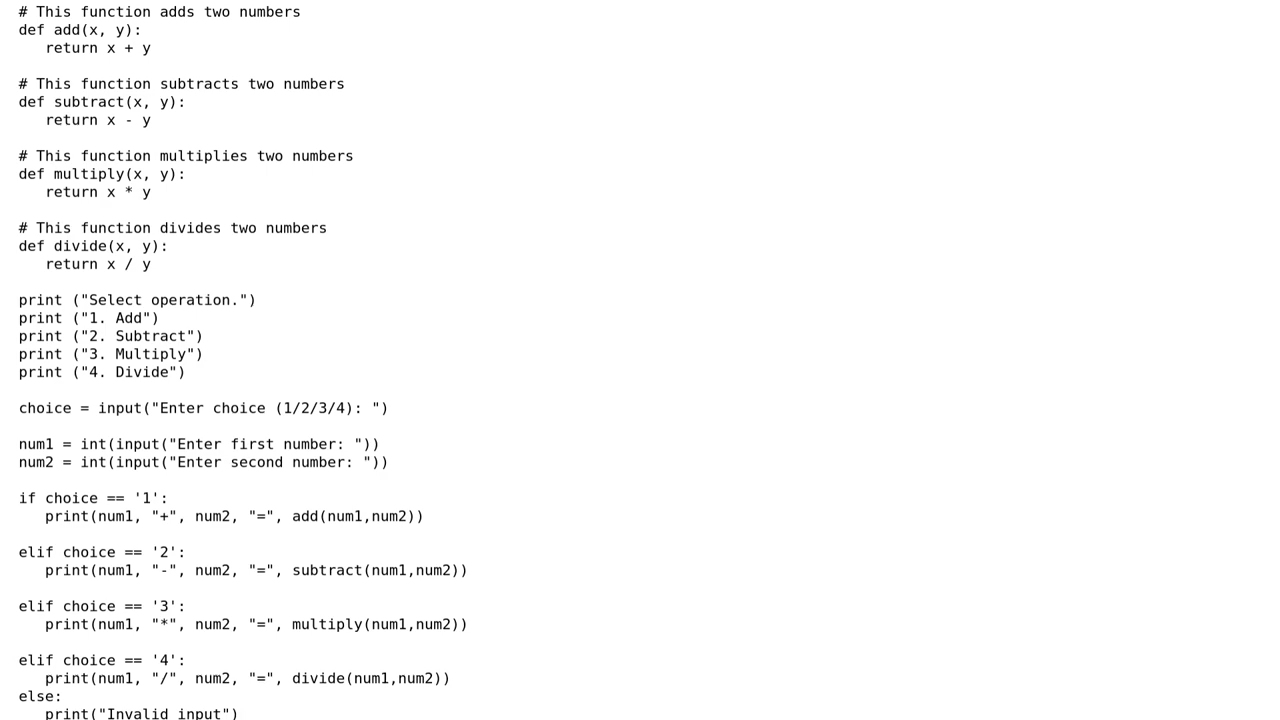 # This function adds two numbers
def add(x, y):
   return x + y

# This function subtracts two numbers
def subtract(x, y):
   return x - y

# This function multiplies two numbers
def multiply(x, y):
   return x * y

# This function divides two numbers
def divide(x, y):
   return x / y

print ("Select operation.")
print ("1. Add")
print ("2. Subtract")
print ("3. Multiply")
print ("4. Divide")

choice = input("Enter choice (1/2/3/4): ")

num1 = int(input("Enter first number: "))
num2 = int(input("Enter second number: "))

if choice == '1':
   print(num1, "+", num2, "=", add(num1,num2))

elif choice == '2':
   print(num1, "-", num2, "=", subtract(num1,num2))

elif choice == '3':
   print(num1, "*", num2, "=", multiply(num1,num2))

elif choice == '4':
   print(num1, "/", num2, "=", divide(num1,num2))
else:
   print("Invalid input")